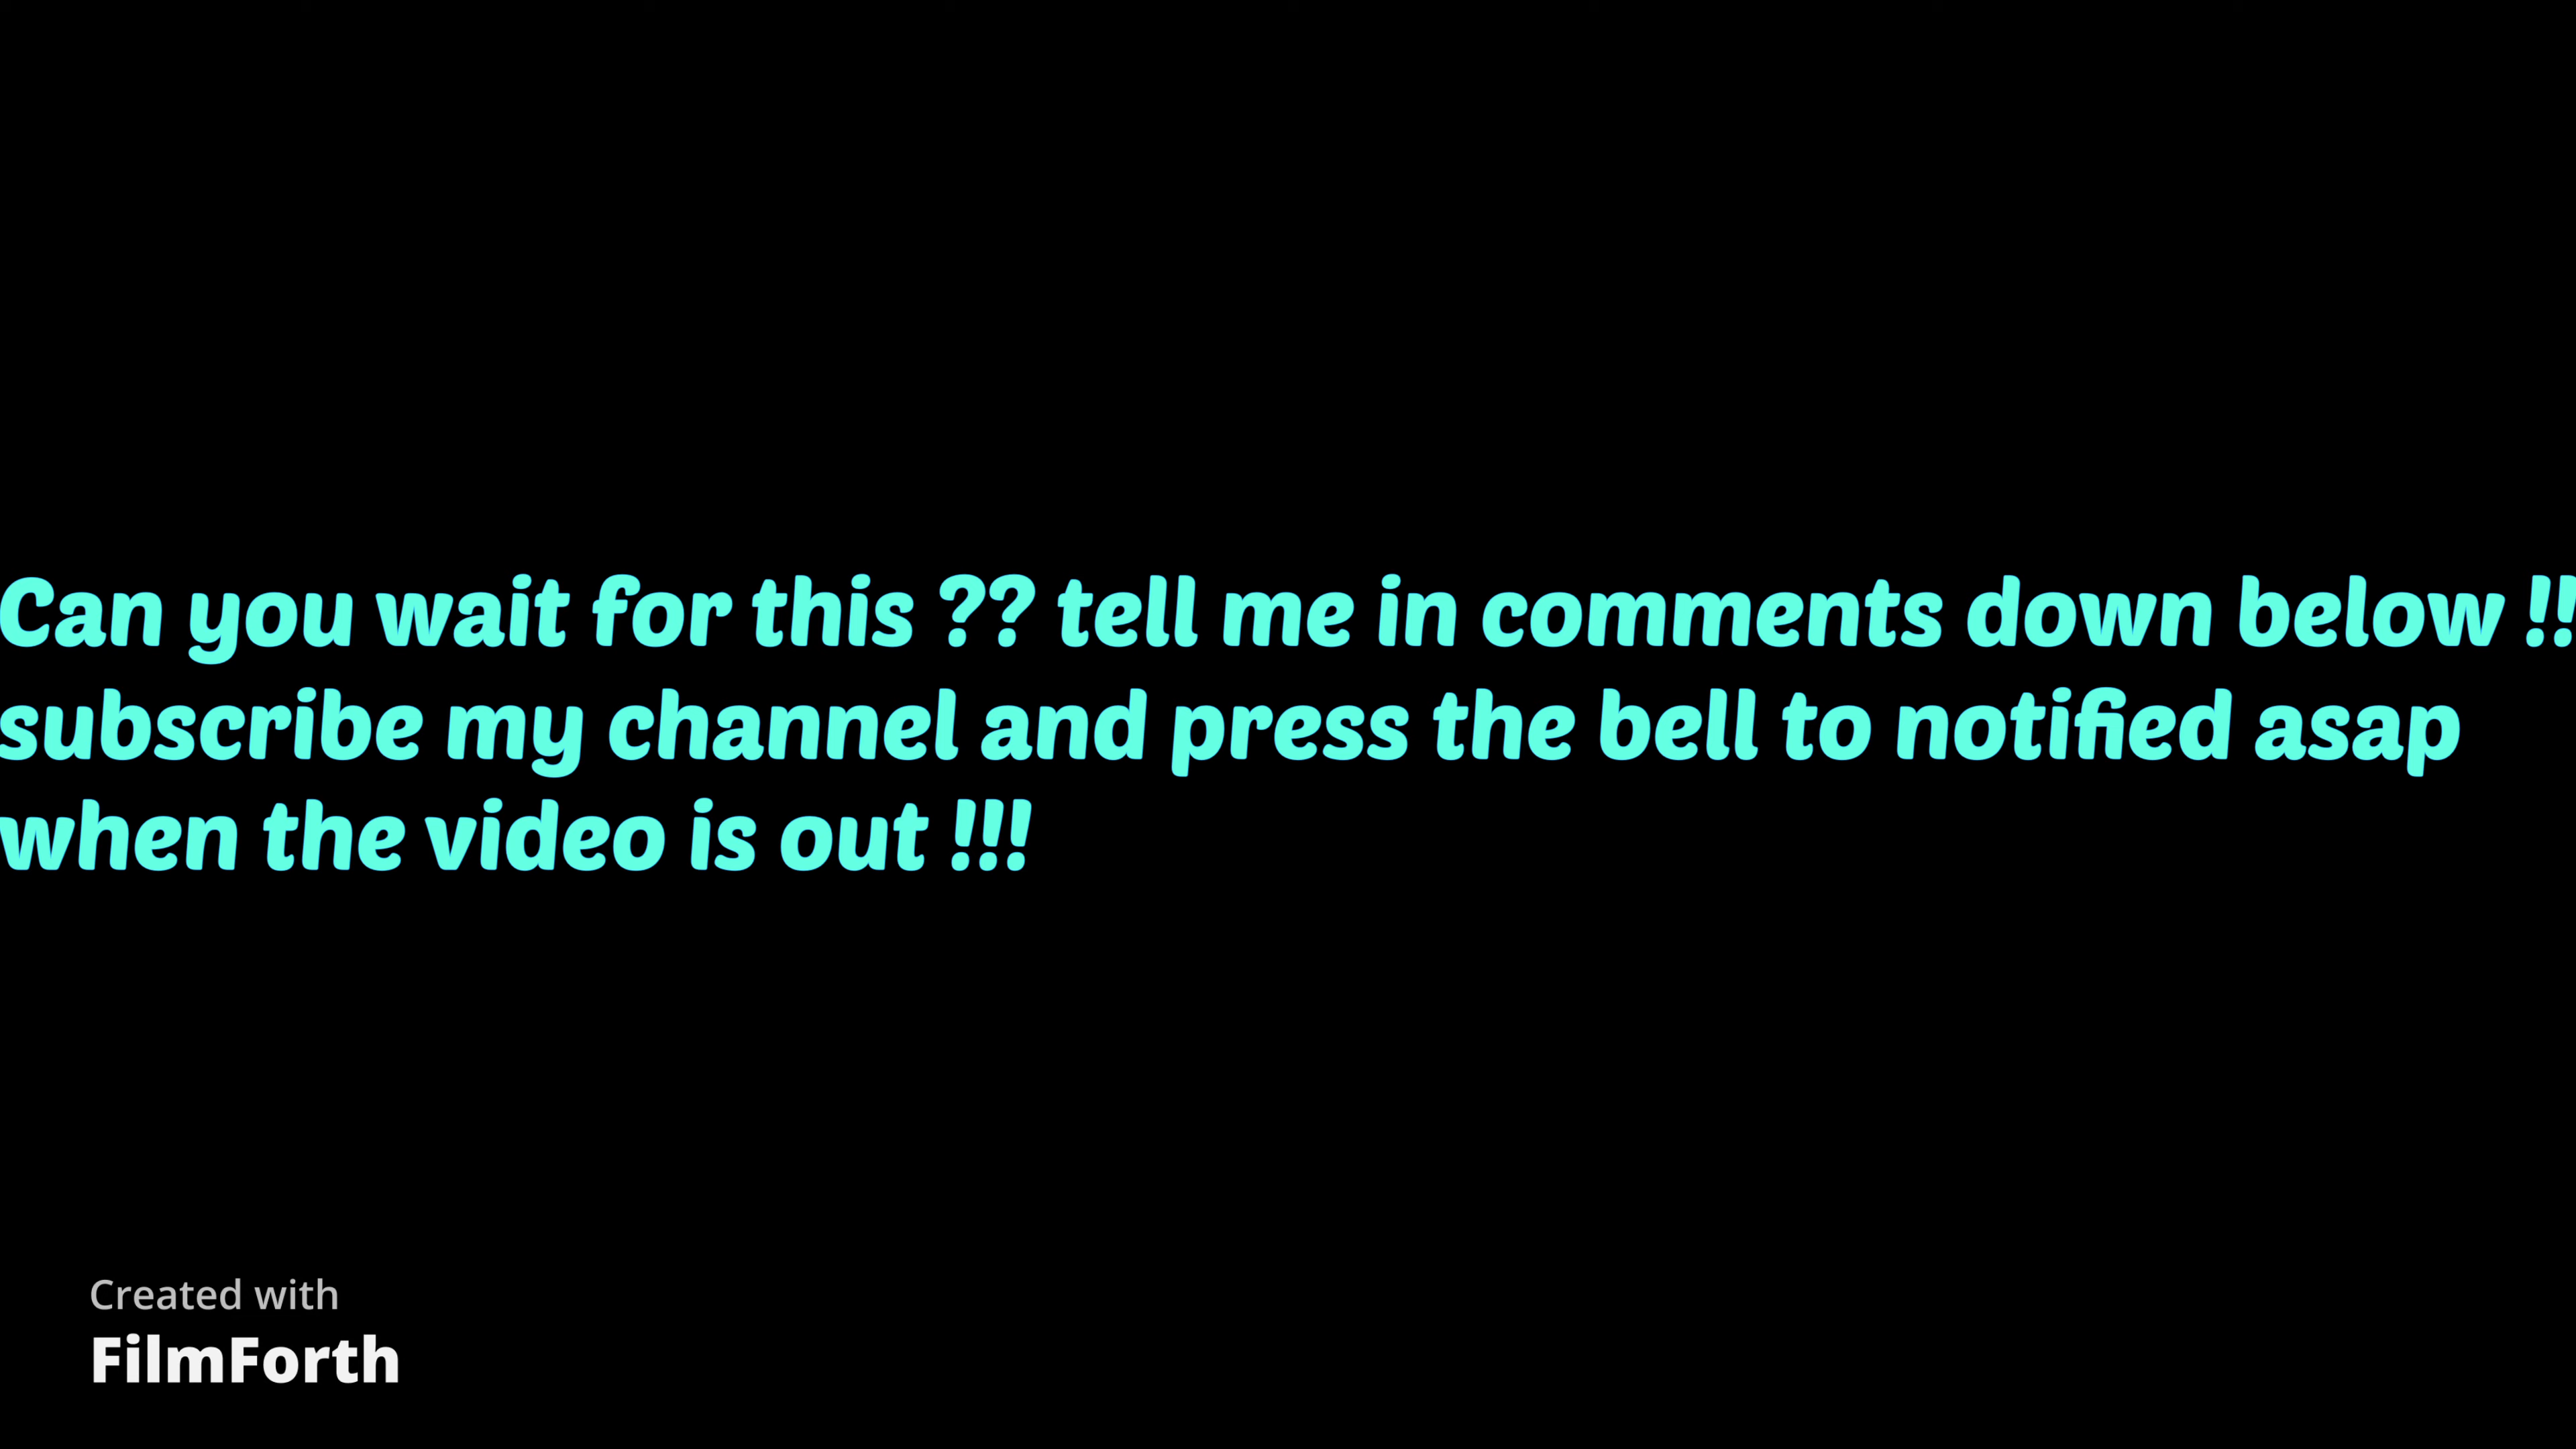 Can you wait for this ?? tell me in comments down below !!
subscribe my channel and press the bell to notified asap
when the video is out !!!
Created with
FilmForth